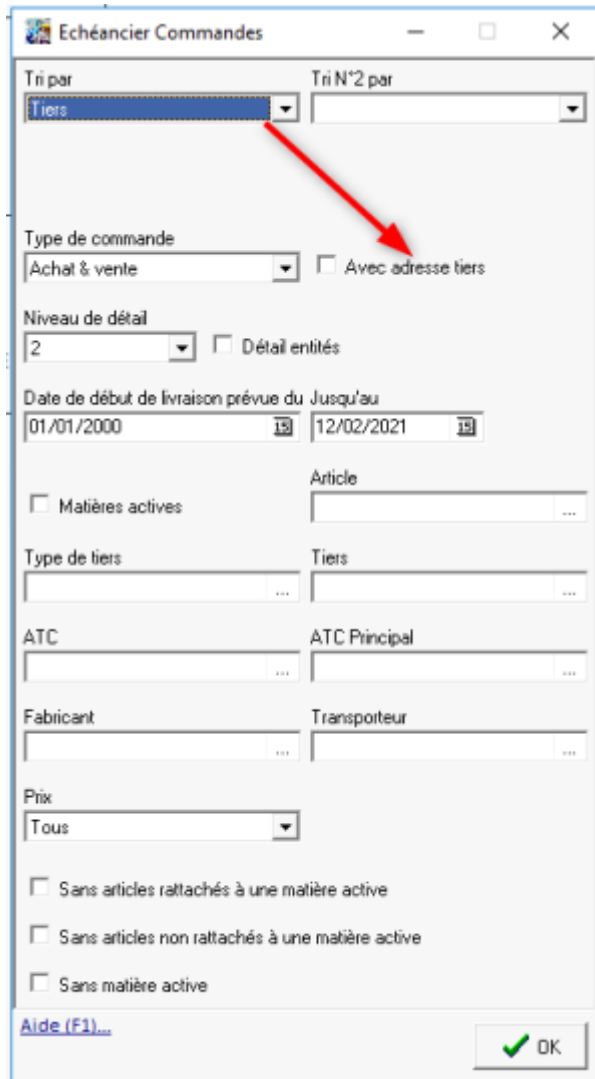 Echéancier Commandes
Tri par Tri N°2 par
Tiers
Type de commande
Achat & vente Avec adresse tiers
Niveau de détail
2 Détail entités
Date de début de livraison prévue du Jusqu'au
01/01/2000 15 12/02/2021 15
Article
Matières actives ...
Type de tiers Tiers
... ...
ATC ATC Principal
... ...
Fabricant Transporteur
... ...
Prix
Tous
Sans articles rattachés à une matière active
Sans articles non rattachés à une matière active
Sans matière active
Aide (F1)...
OK